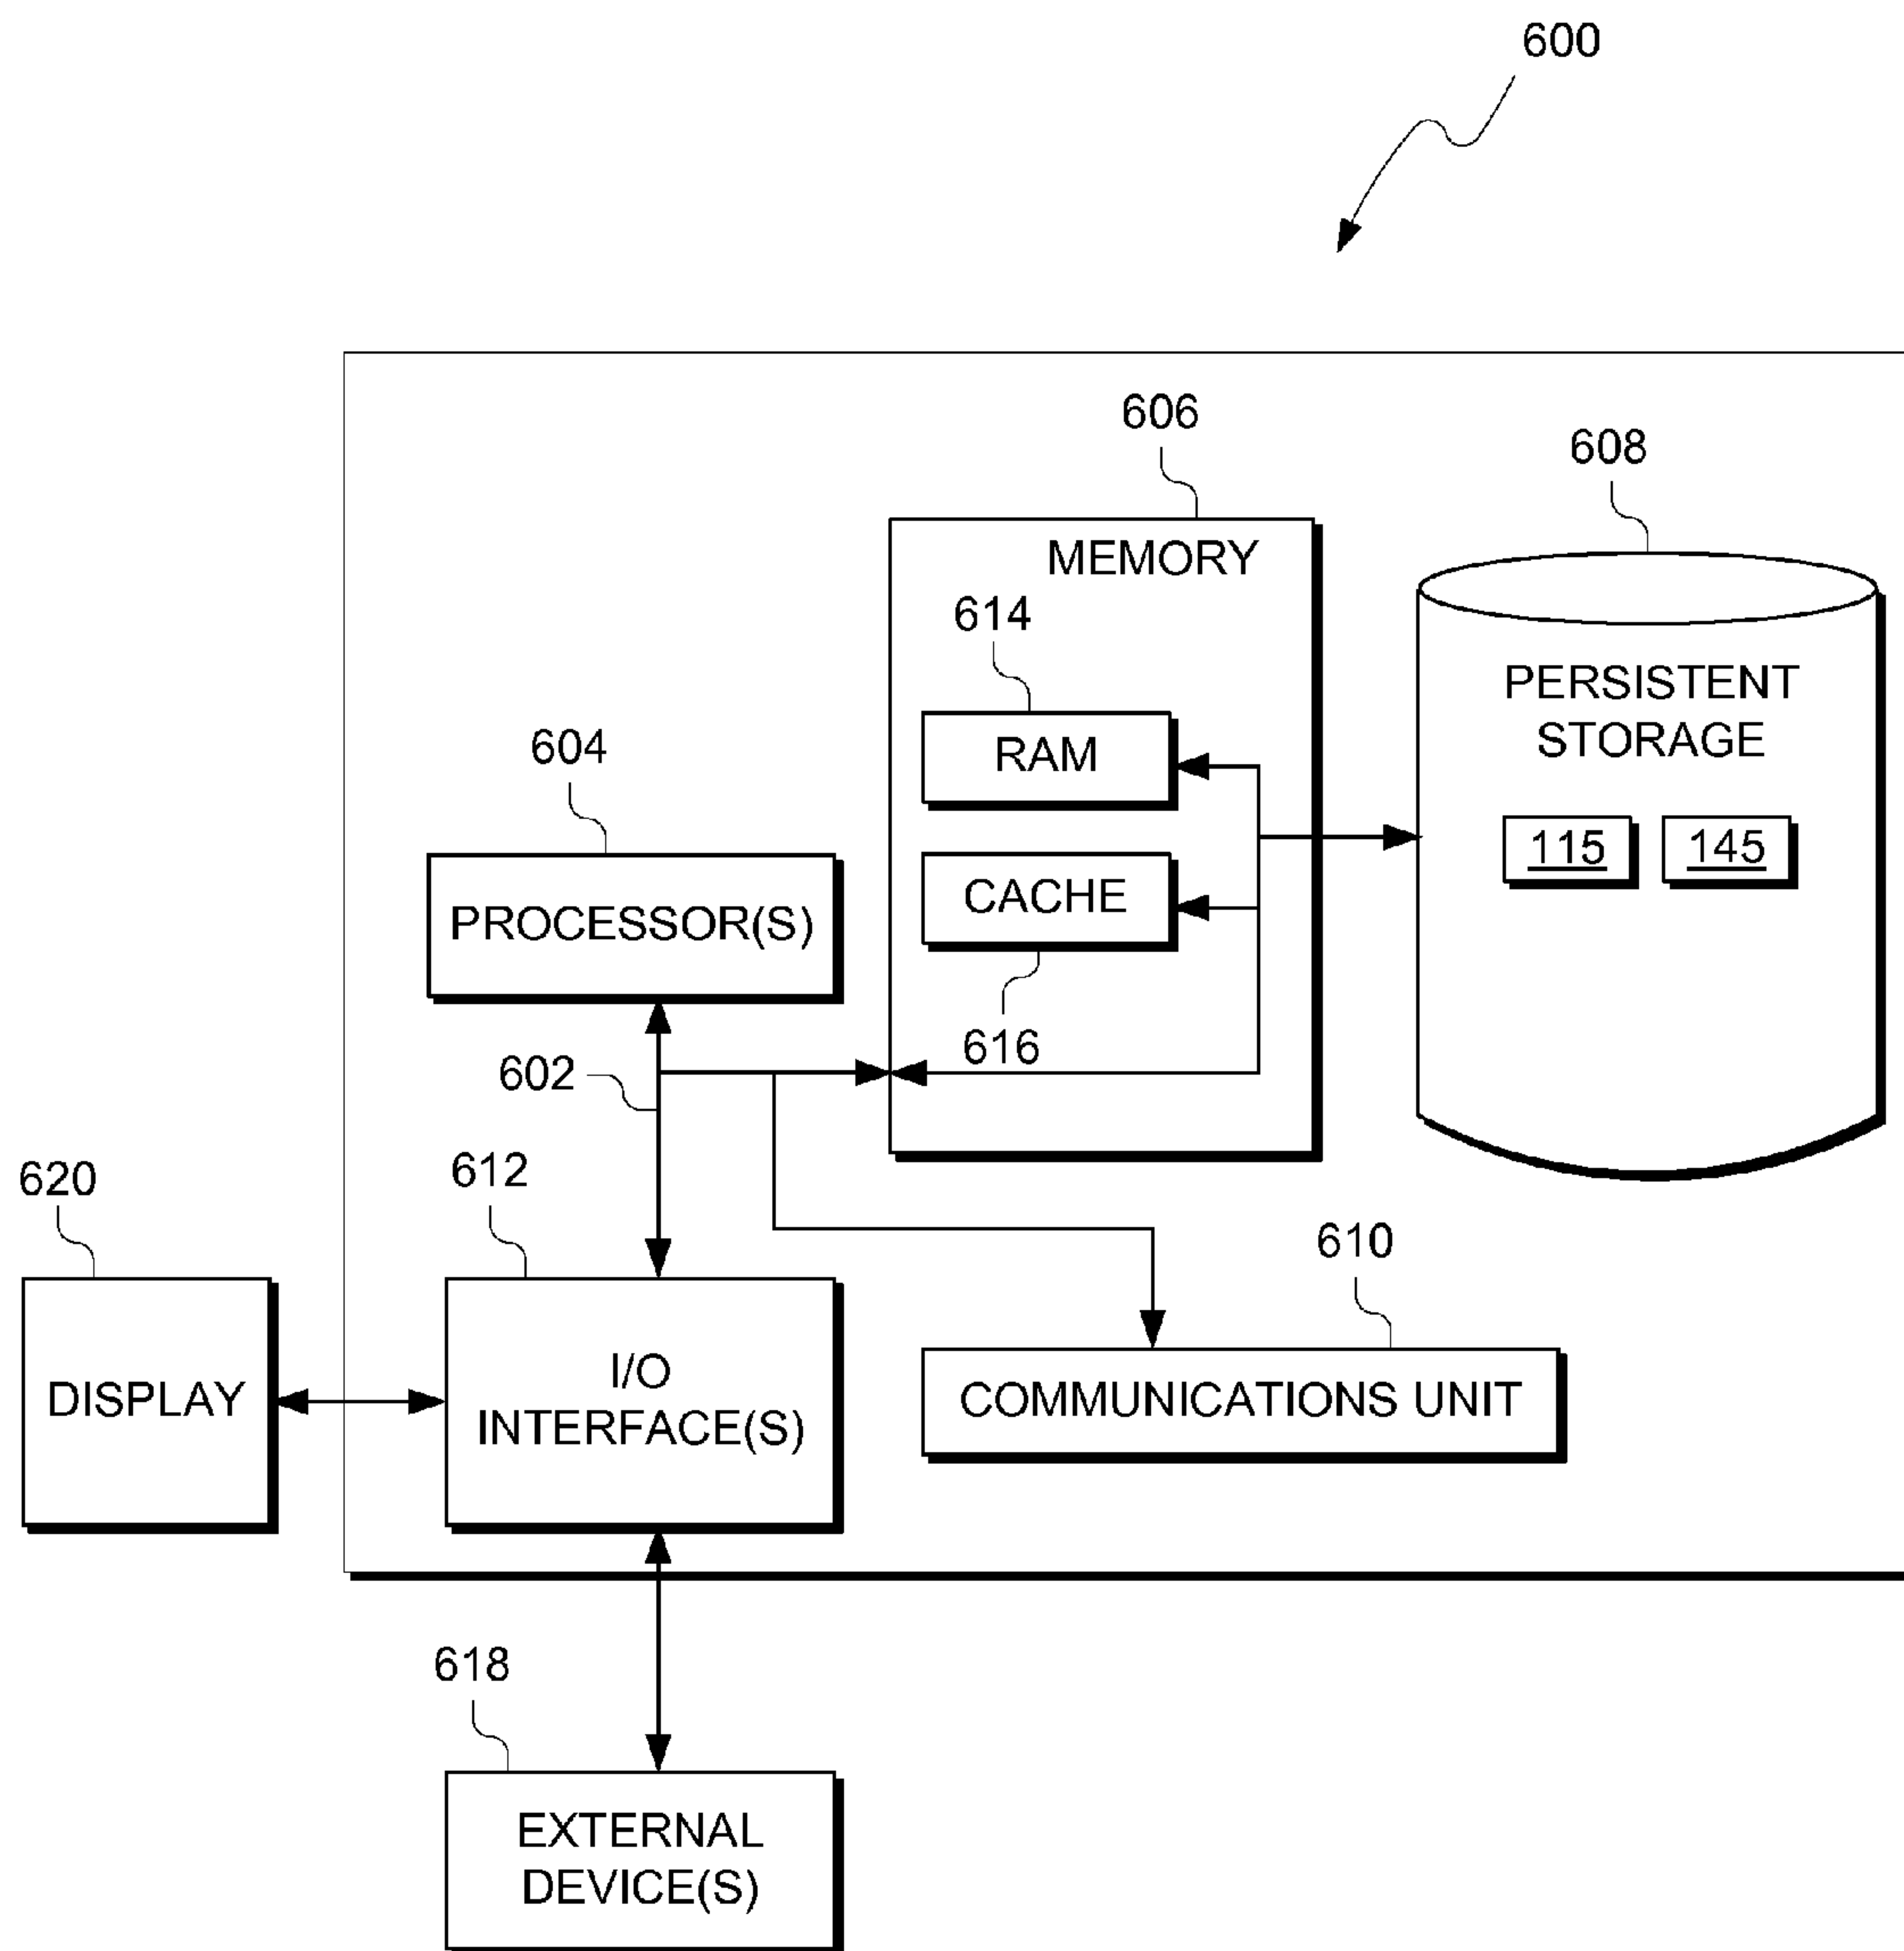 600
606
608
MEMORY
614
PERSISTENT
STORAGE
RAM
604
115
145
CACHE
PROCESSOR(S)
616
602
620
612
610
DISPLAY
I/O
INTERFACE(S)
COMMUNICATIONS UNIT
618
EXTERNAL
DEVICE(S)